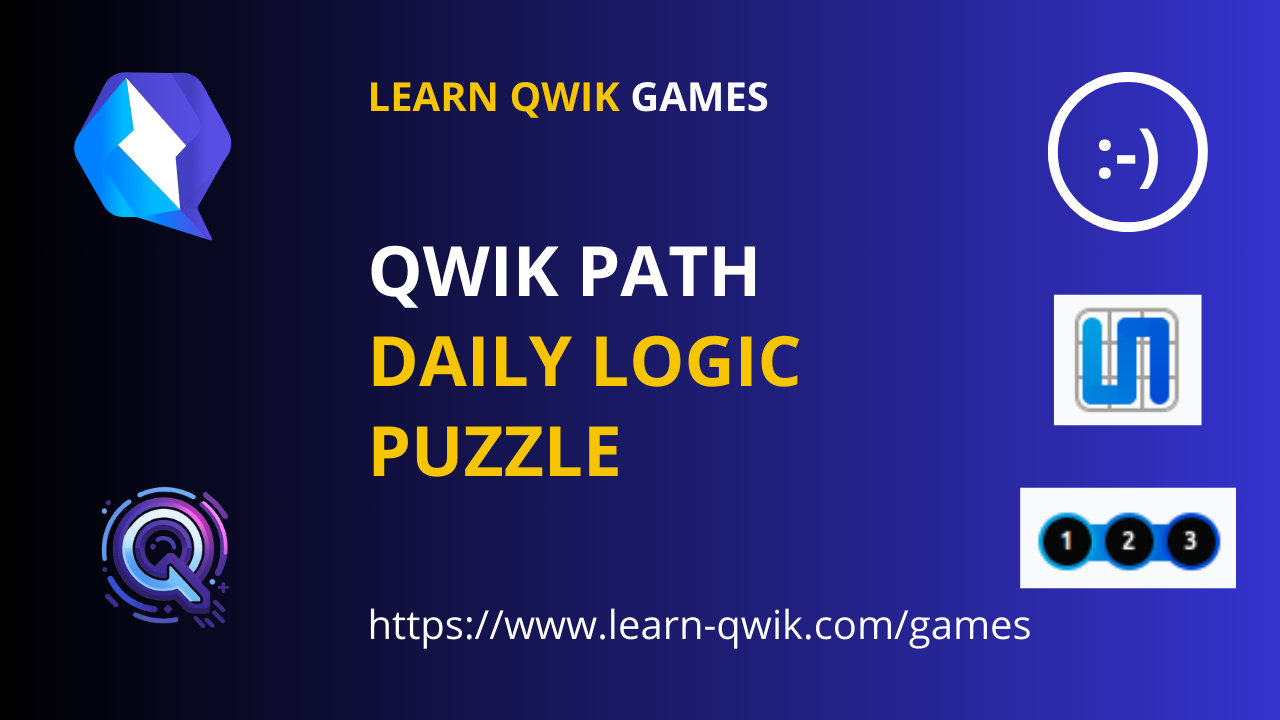 LEARN QWIK GAMES
:-)
QWIK PATH
DAILY LOGIC
PUZZLE
1 2 3
Q
https://www.learn-qwik.com/games